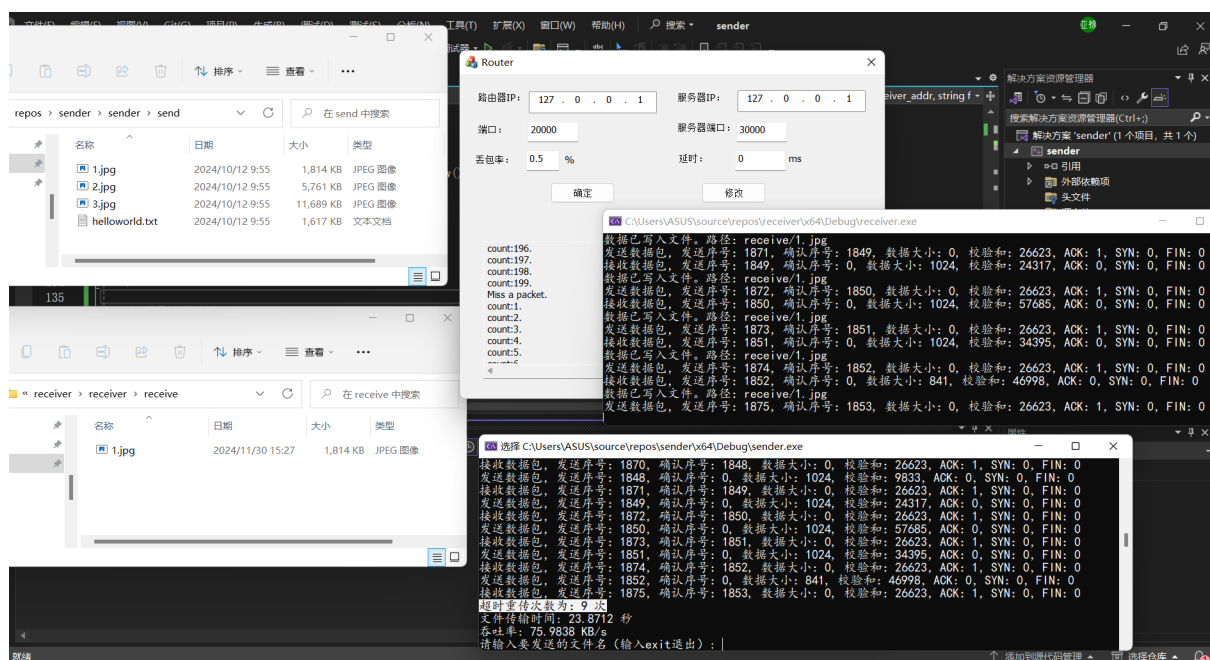 文件(F) 编辑(E) 视图(V) Git(G) 项目(P) 生成(B) 调试(D) 测试(S) 分析(N) 工具(T) 扩展(X) 窗口(W) 帮助(H) 搜索 sender
排序 查看 •••
repos > sender > sender > send 在 send 中搜索
名称 日期 大小 类型
1.jpg 2024/10/12 9:55 1,814 KB JPEG 图像
2.jpg 2024/10/12 9:55 5,761 KB JPEG 图像
3.jpg 2024/10/12 9:55 11,689 KB JPEG 图像
helloworld.txt 2024/10/12 9:55 1,617 KB 文本文档
135
排序 查看 •••
« receiver > receiver > receive 在 receive 中搜索
名称 日期 大小 类型
1.jpg 2024/11/30 15:27 1,814 KB JPEG 图像
Router
路由器IP: 127 . 0 . 0 . 1 服务器IP: 127 . 0 . 0 . 1
端口: 20000 服务器端口: 30000
丢包率: 0.5 % 延时: 0 ms
确定 修改
count:196.
count:197.
count:198.
count:199.
Miss a packet.
count:1.
count:2.
count:3.
count:4.
count:5.
eiver_addr, string f
解决方案资源管理器
搜索解决方案资源管理器(Ctrl+;)
解决方案 'sender' (1 个项目，共 1 个)
sender
引用
外部依赖项
头文件
C:\Users\ASUS\source\repos\receiver\x64\Debug\receiver.exe
数据已写入文件。路径: receive/1.jpg
发送数据包, 发送序号: 1871, 确认序号: 1849, 数据大小: 0, 校验和: 26623, ACK: 1, SYN: 0, FIN: 0
接收数据包, 发送序号: 1849, 确认序号: 0, 数据大小: 1024, 校验和: 24317, ACK: 0, SYN: 0, FIN: 0
数据已写入文件。路径: receive/1.jpg
发送数据包, 发送序号: 1872, 确认序号: 1850, 数据大小: 0, 校验和: 26623, ACK: 1, SYN: 0, FIN: 0
接收数据包, 发送序号: 1850, 确认序号: 0, 数据大小: 1024, 校验和: 57685, ACK: 0, SYN: 0, FIN: 0
数据已写入文件。路径: receive/1.jpg
发送数据包, 发送序号: 1873, 确认序号: 1851, 数据大小: 0, 校验和: 26623, ACK: 1, SYN: 0, FIN: 0
接收数据包, 发送序号: 1851, 确认序号: 0, 数据大小: 1024, 校验和: 34395, ACK: 0, SYN: 0, FIN: 0
数据已写入文件。路径: receive/1.jpg
发送数据包, 发送序号: 1874, 确认序号: 1852, 数据大小: 0, 校验和: 26623, ACK: 1, SYN: 0, FIN: 0
接收数据包, 发送序号: 1852, 确认序号: 0, 数据大小: 841, 校验和: 46998, ACK: 0, SYN: 0, FIN: 0
数据已写入文件。路径: receive/1.jpg
发送数据包, 发送序号: 1875, 确认序号: 1853, 数据大小: 0, 校验和: 26623, ACK: 1, SYN: 0, FIN: 0
选择 C:\Users\ASUS\source\repos\sender\x64\Debug\sender.exe
接收数据包, 发送序号: 1870, 确认序号: 1848, 数据大小: 0, 校验和: 26623, ACK: 1, SYN: 0, FIN: 0
发送数据包, 发送序号: 1848, 确认序号: 0, 数据大小: 1024, 校验和: 9833, ACK: 0, SYN: 0, FIN: 0
接收数据包, 发送序号: 1871, 确认序号: 1849, 数据大小: 0, 校验和: 26623, ACK: 1, SYN: 0, FIN: 0
发送数据包, 发送序号: 1849, 确认序号: 0, 数据大小: 1024, 校验和: 24317, ACK: 0, SYN: 0, FIN: 0
接收数据包, 发送序号: 1872, 确认序号: 1850, 数据大小: 0, 校验和: 26623, ACK: 1, SYN: 0, FIN: 0
发送数据包, 发送序号: 1850, 确认序号: 0, 数据大小: 1024, 校验和: 57685, ACK: 0, SYN: 0, FIN: 0
接收数据包, 发送序号: 1873, 确认序号: 1851, 数据大小: 0, 校验和: 26623, ACK: 1, SYN: 0, FIN: 0
发送数据包, 发送序号: 1851, 确认序号: 0, 数据大小: 1024, 校验和: 34395, ACK: 0, SYN: 0, FIN: 0
接收数据包, 发送序号: 1874, 确认序号: 1852, 数据大小: 0, 校验和: 26623, ACK: 1, SYN: 0, FIN: 0
发送数据包, 发送序号: 1852, 确认序号: 0, 数据大小: 841, 校验和: 46998, ACK: 0, SYN: 0, FIN: 0
接收数据包, 发送序号: 1875, 确认序号: 1853, 数据大小: 0, 校验和: 26623, ACK: 1, SYN: 0, FIN: 0
超时重传次数为: 9 次
文件传输时间: 23.8712 秒
吞吐率: 75.9838 KB/s
请输入要发送的文件名（输入exit退出）:
就绪
添加到源代码管理 选择仓库